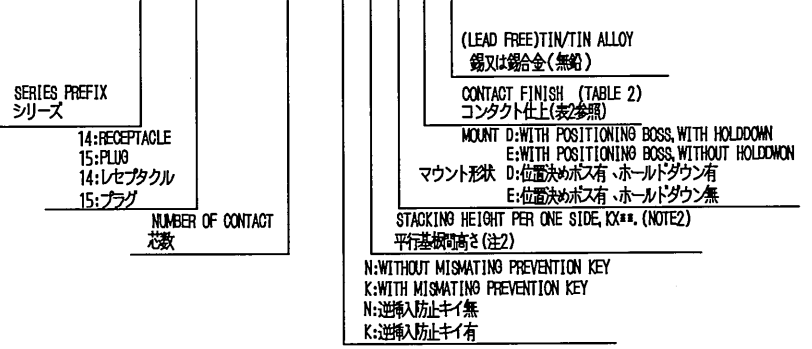 (LEAD FREE)TIN/TIN ALLOY
錫又は錫合金(無鉛)
SERIES PREFIX
シリーズ
CONTACT FINISH (TABLE 2)
コンタクト仕上(表2参照)
14:RECEPTACLE
15:PLUG
14:レセプタクル
15:プラグ
MOUNT D:WITH POSITIONING BOSS,WITH HOLDDOWN
E:WITH POSITIONING BOSS,WITHOUT HOLDDWON
マウント形状 D:位置決めボス有、ホールドダウン有
E:位置決めボス有、ホールドダウン無
NUMBER OF CONTACT
芯数
STACKING HEIGHT PER ONE SIDE,KX**.(NOTE2)
平行基板間高さ(注2)
N:WITHOUT MISMATING PREVENTION KEY
K:WITH MISMATING PREVENTION KEY
N:逆挿入防止キイ無
K:逆挿入防止キイ有